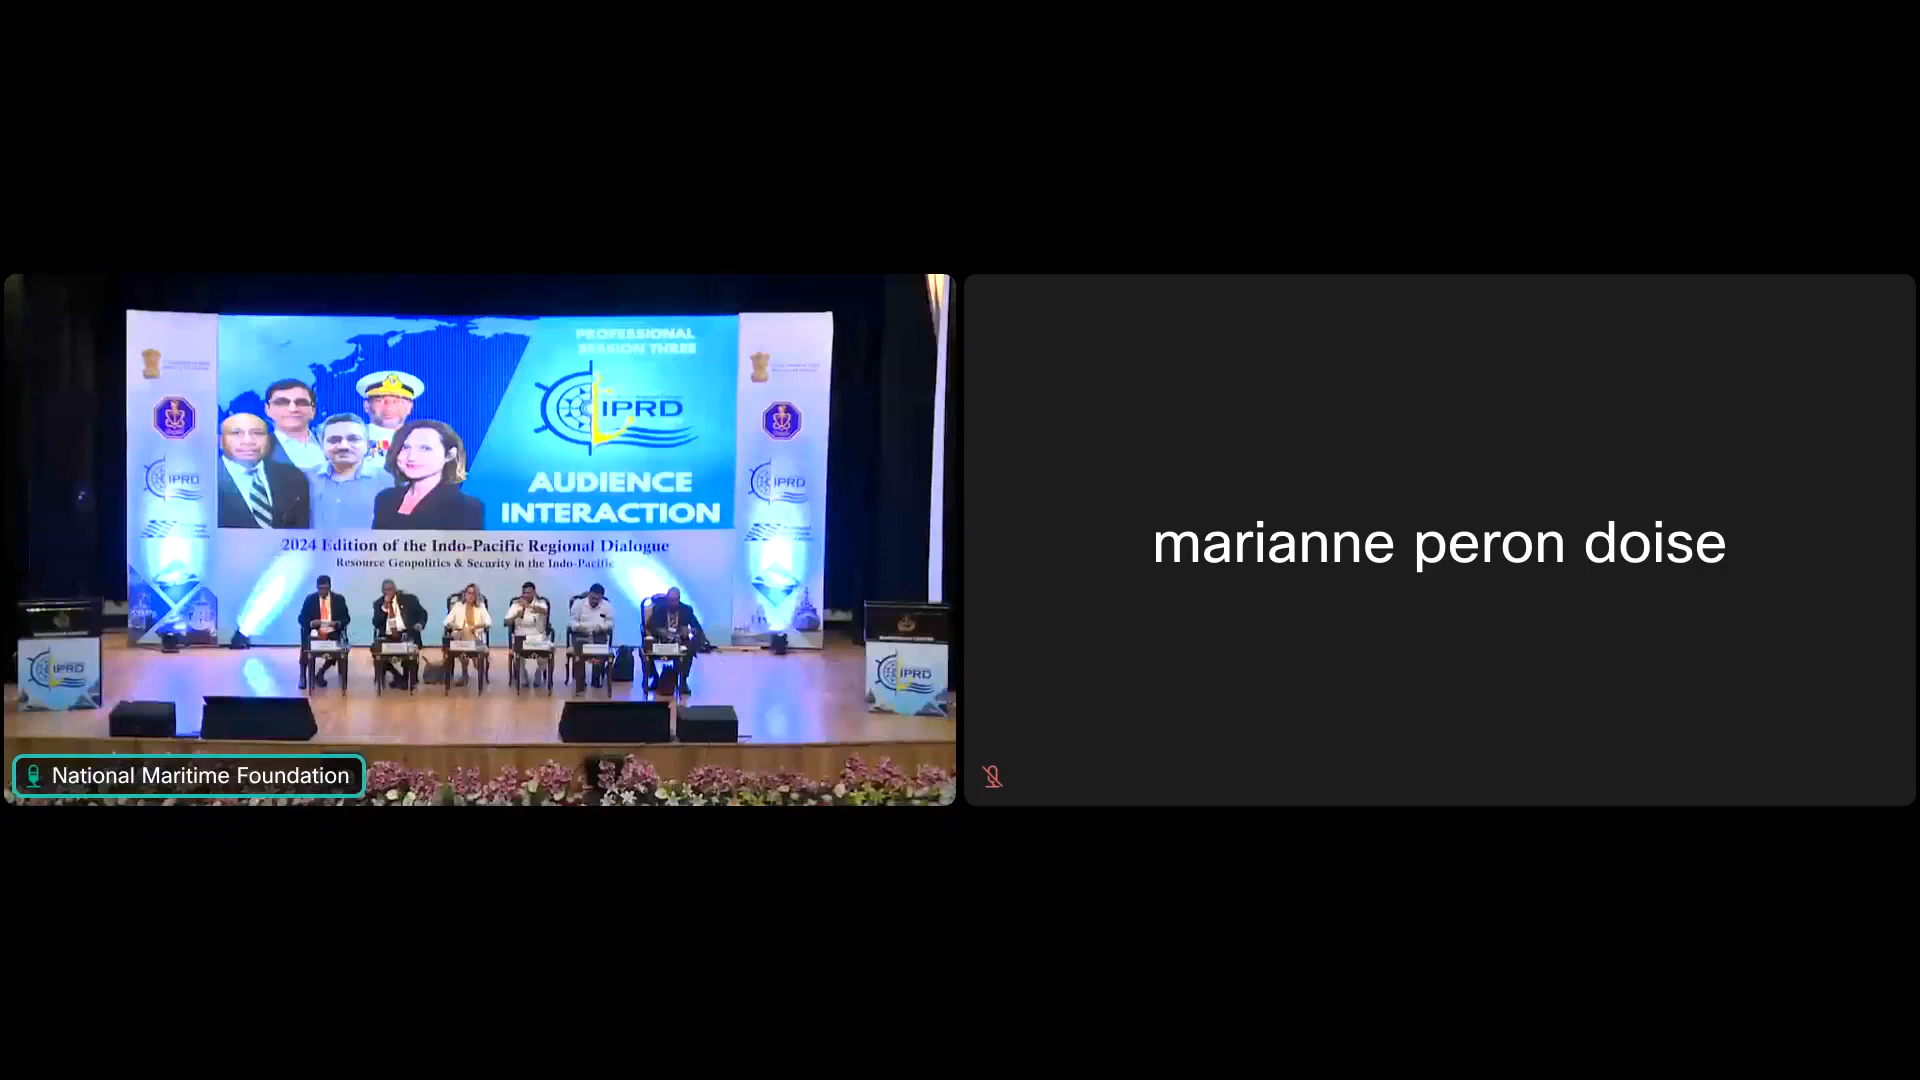 PROFESSIONAL
SESSION THREE
IPRD
AUDIENCE
INTERACTION
2024 Edition of the Indo-Pacific Regional Dialogue
Resource Geopolitics & Security in the Indo-Pacific
IPRD
IPRD
IPRD
IPRD
National Maritime Foundation
marianne peron doise